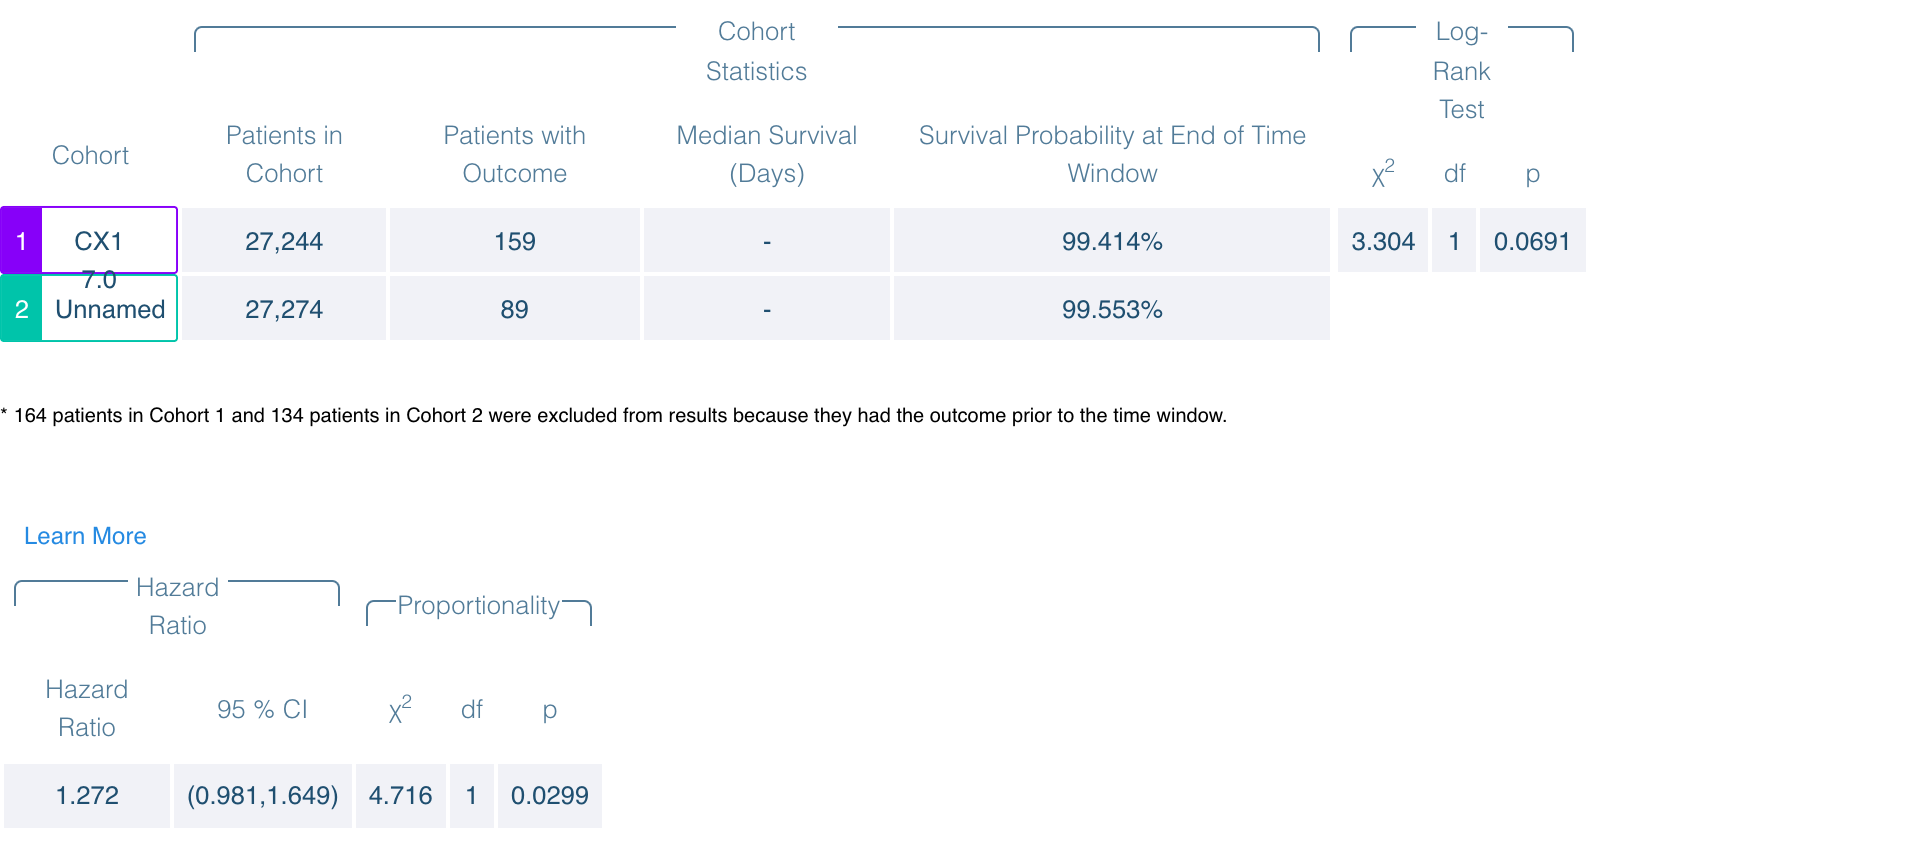 Cohort
Statistics
Log-
Rank
Test
Cohort
Patients in
Cohort
Patients with
Outcome
Median Survival
(Days)
Survival Probability at End of Time
Window
χ² df p
1 CX1 27,244 159 - 99.414% 3.304 1 0.0691
7.0
2 Unnamed 27,274 89 - 99.553%
* 164 patients in Cohort 1 and 134 patients in Cohort 2 were excluded from results because they had the outcome prior to the time window.
Learn More
Hazard
Ratio
Proportionality
Hazard
Ratio
95 % CI χ² df p
1.272 (0.981,1.649) 4.716 1 0.0299